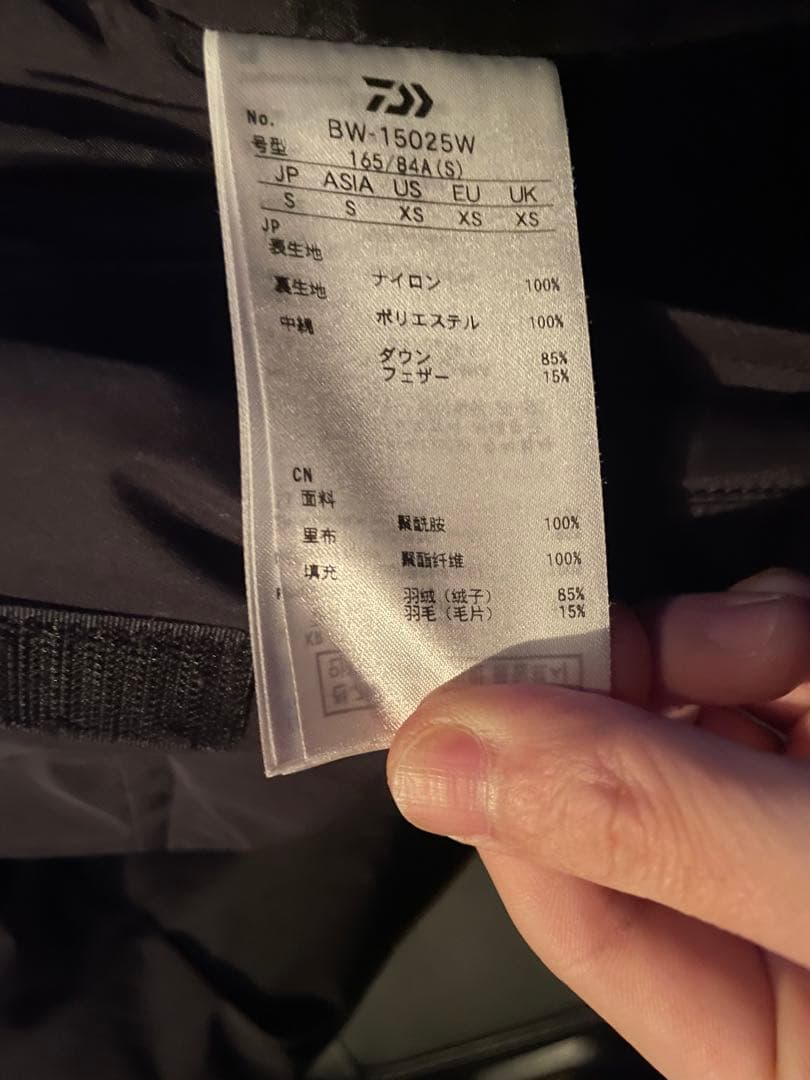 No. BW-15025W
号型 165/84A(S)
JP ASIA US EU UK
S S XS XS XS
JP
表生地
ナイロン 100%
裏生地
ポリエステル 100%
中綿
ダウン 85%
フェザー 15%
CN
面料
聚酰胺 100%
里布
聚酯纤维 100%
填充
羽绒（绒子） 85%
羽毛（毛片） 15%